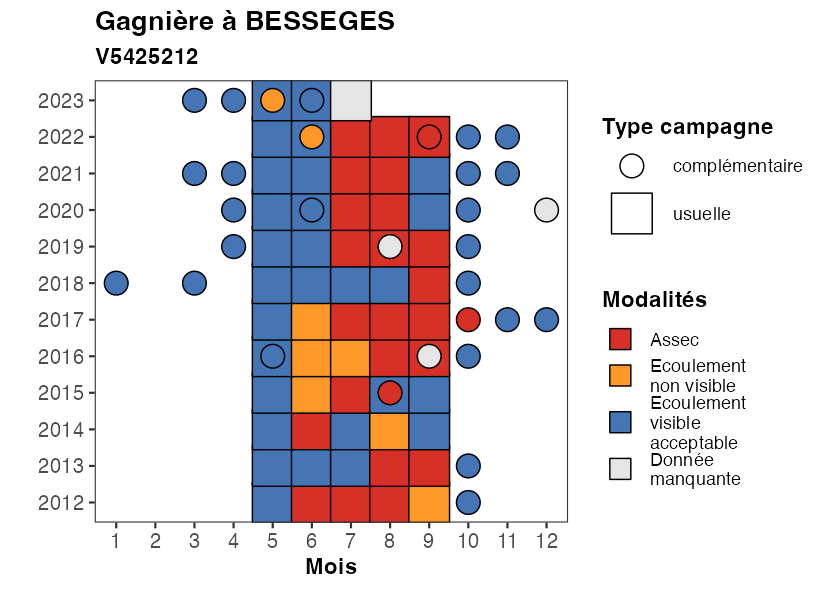 Gagnière à BESSEGES
V5425212
2023
2022
2021
2020
2019
2018
2017
2016
2015
2014
2013
2012
1 2 3 4 5 6 7 8 9 10 11 12
Mois
Type campagne
complémentaire
usuelle
Modalités
Assec
Ecoulement
non visible
Ecoulement
visible
acceptable
Donnée
manquante